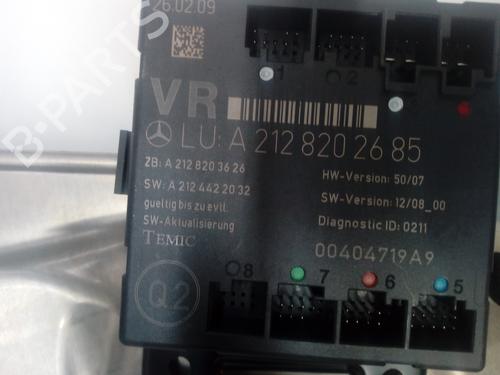 26.02.09
1
2
VR
LU: A 212 820 26 85
ZB: A 212 820 36 26
HW-Version: 50/07
SW: A 212 442 20 32
SW-Version: 12/08_00
gueltig bis zu evtl.
SW-Aktualisierung
Diagnostic ID: 0211
TEMIC
00404719A9
Q2
8
7
6
5
B-PARTS